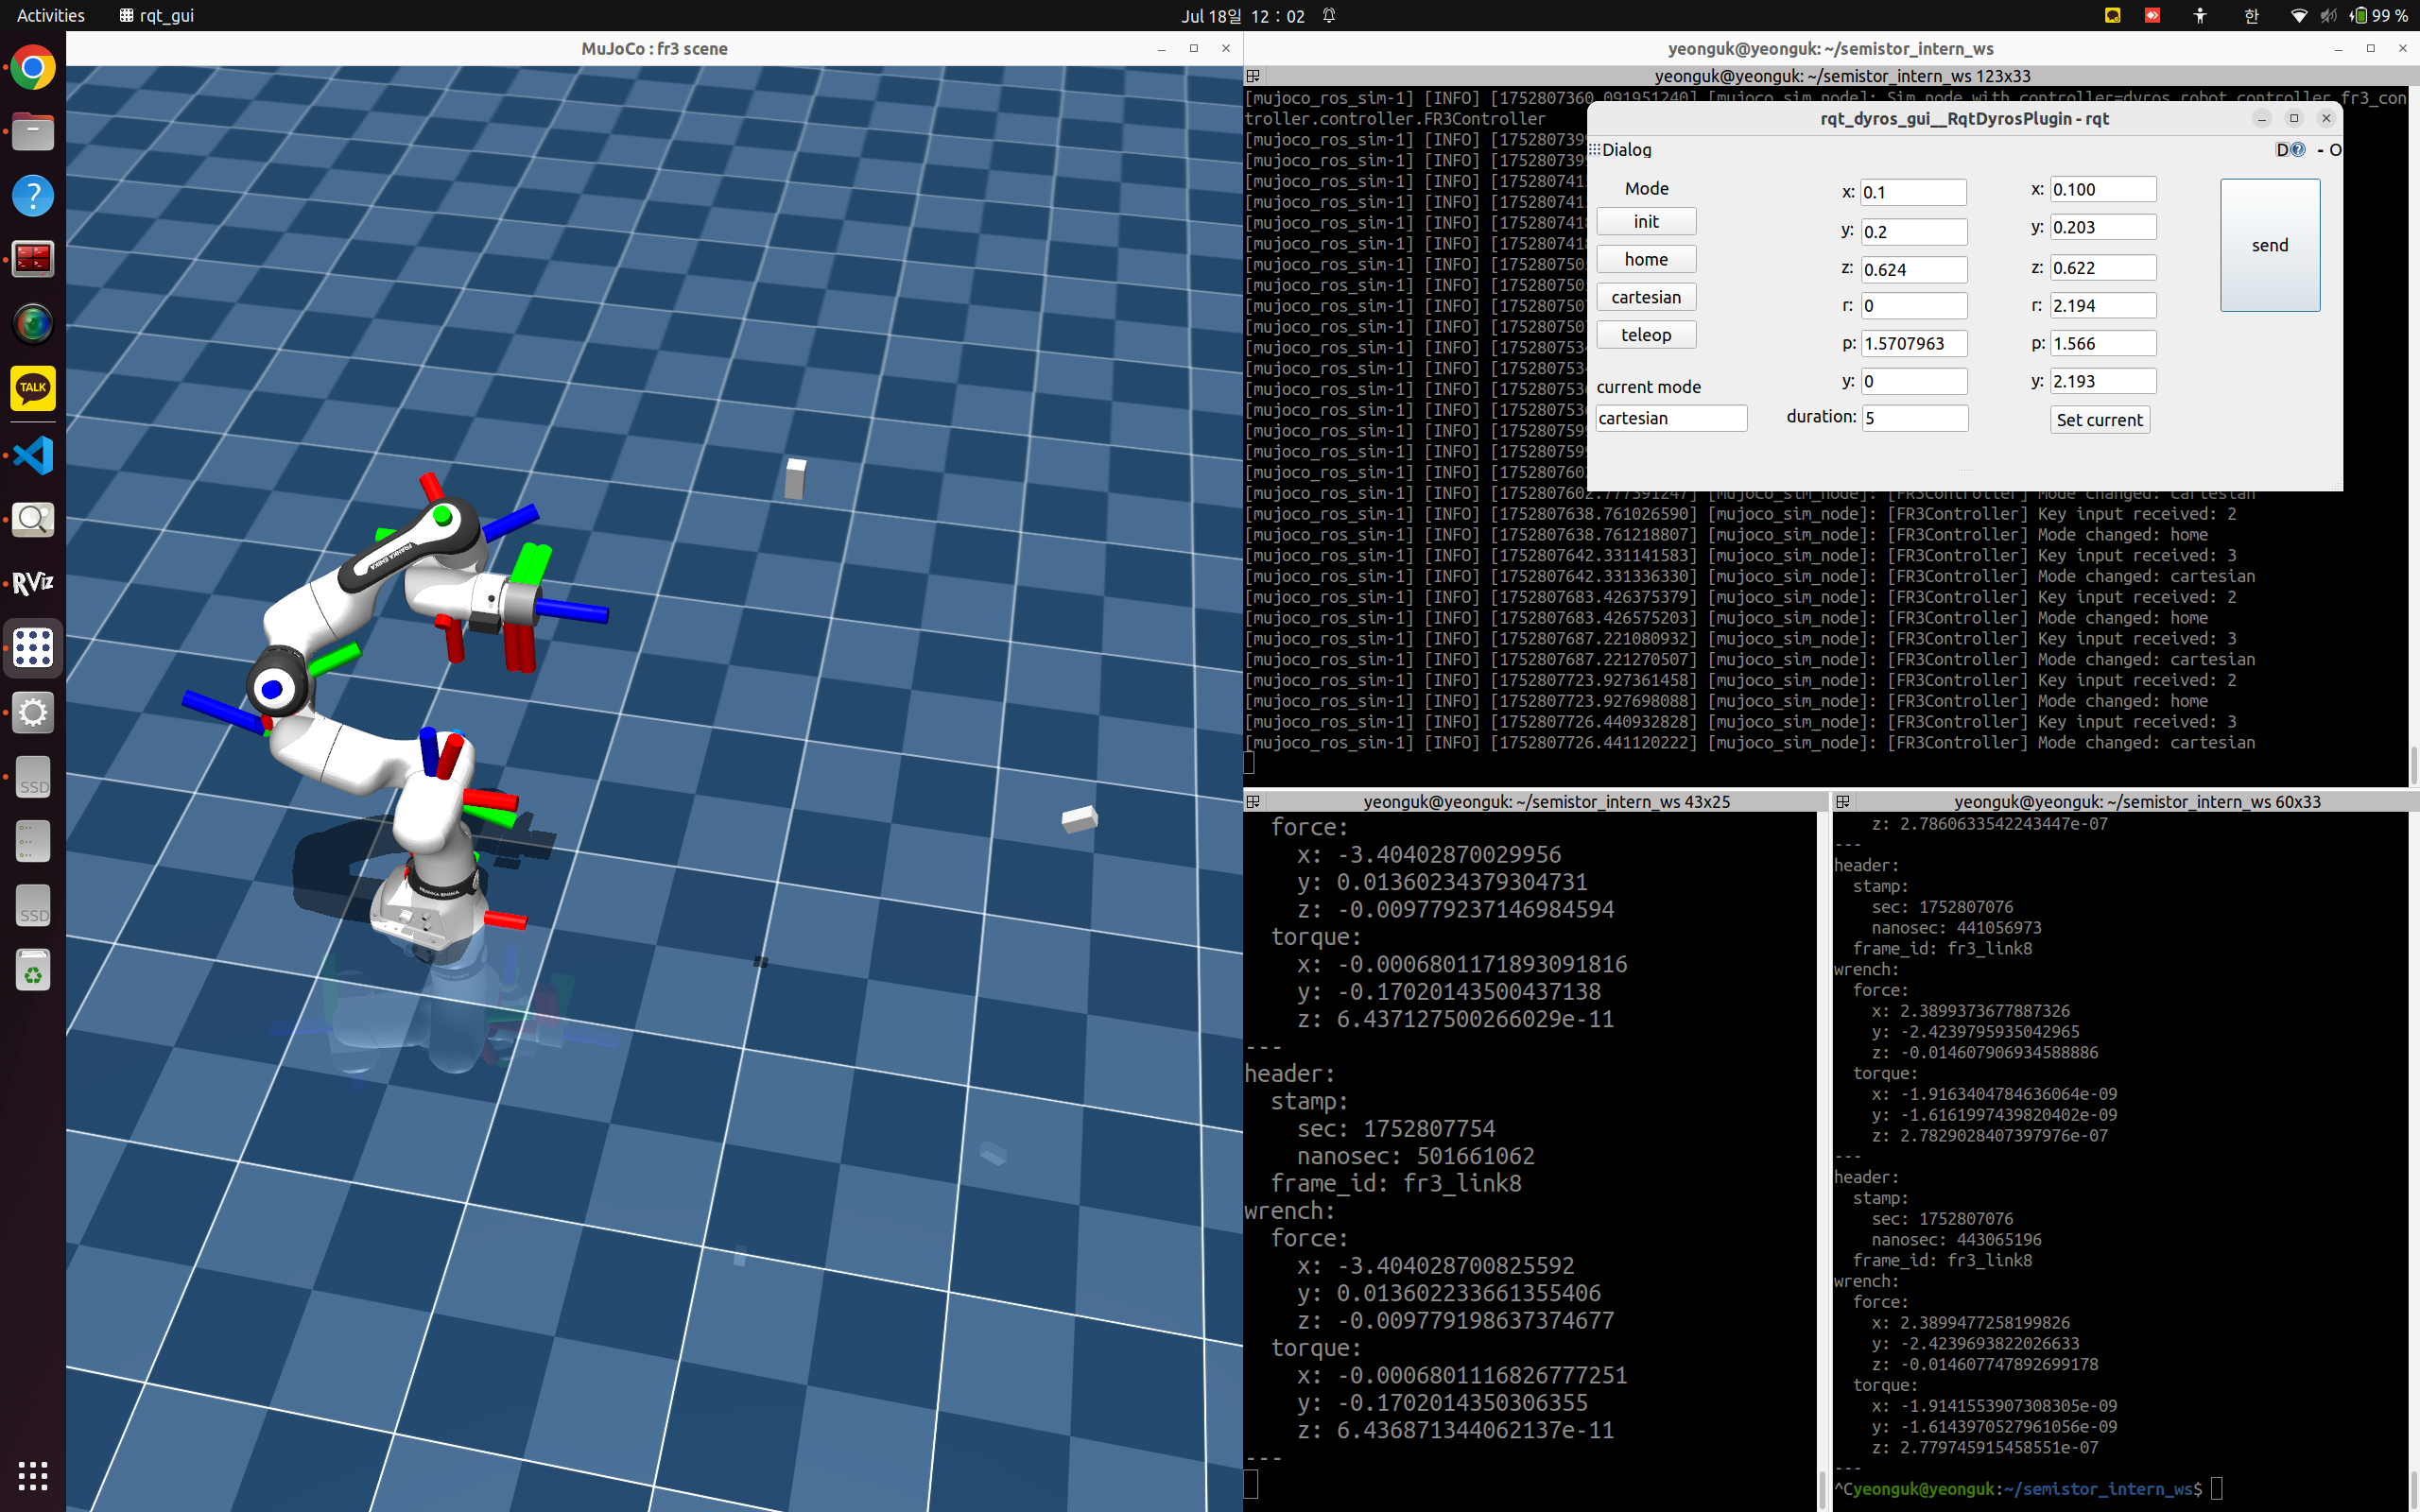 Activities
rqt_gui
Jul 18일 12 : 02
한
99 %
MuJoCo : fr3 scene
yeonguk@yeonguk: ~/semistor_intern_ws
yeonguk@yeonguk: ~/semistor_intern_ws 123x33
[mujoco_ros_sim-1] [INFO] [1752807360.091951240] [mujoco_sim_node]: Sim node with controller=dyros_robot_controller.fr3_con
troller.controller.FR3Controller
[mujoco_ros_sim-1] [INFO] [175280739
[mujoco_ros_sim-1] [INFO] [175280739
[mujoco_ros_sim-1] [INFO] [175280741
[mujoco_ros_sim-1] [INFO] [175280741
[mujoco_ros_sim-1] [INFO] [175280741
[mujoco_ros_sim-1] [INFO] [175280741
[mujoco_ros_sim-1] [INFO] [175280750
[mujoco_ros_sim-1] [INFO] [175280750
[mujoco_ros_sim-1] [INFO] [175280750
[mujoco_ros_sim-1] [INFO] [175280750
[mujoco_ros_sim-1] [INFO] [175280753
[mujoco_ros_sim-1] [INFO] [175280753
[mujoco_ros_sim-1] [INFO] [175280753
[mujoco_ros_sim-1] [INFO] [175280753
[mujoco_ros_sim-1] [INFO] [175280759
[mujoco_ros_sim-1] [INFO] [175280759
[mujoco_ros_sim-1] [INFO] [175280760
[mujoco_ros_sim-1] [INFO] [1752807602.777591247] [mujoco_sim_node]: [FR3Controller] Mode changed: cartesian
[mujoco_ros_sim-1] [INFO] [1752807638.761026590] [mujoco_sim_node]: [FR3Controller] Key input received: 2
[mujoco_ros_sim-1] [INFO] [1752807638.761218807] [mujoco_sim_node]: [FR3Controller] Mode changed: home
[mujoco_ros_sim-1] [INFO] [1752807642.331141583] [mujoco_sim_node]: [FR3Controller] Key input received: 3
[mujoco_ros_sim-1] [INFO] [1752807642.331336330] [mujoco_sim_node]: [FR3Controller] Mode changed: cartesian
[mujoco_ros_sim-1] [INFO] [1752807683.426375379] [mujoco_sim_node]: [FR3Controller] Key input received: 2
[mujoco_ros_sim-1] [INFO] [1752807683.426575203] [mujoco_sim_node]: [FR3Controller] Mode changed: home
[mujoco_ros_sim-1] [INFO] [1752807687.221080932] [mujoco_sim_node]: [FR3Controller] Key input received: 3
[mujoco_ros_sim-1] [INFO] [1752807687.221270507] [mujoco_sim_node]: [FR3Controller] Mode changed: cartesian
[mujoco_ros_sim-1] [INFO] [1752807723.927361458] [mujoco_sim_node]: [FR3Controller] Key input received: 2
[mujoco_ros_sim-1] [INFO] [1752807723.927698088] [mujoco_sim_node]: [FR3Controller] Mode changed: home
[mujoco_ros_sim-1] [INFO] [1752807726.440932828] [mujoco_sim_node]: [FR3Controller] Key input received: 3
[mujoco_ros_sim-1] [INFO] [1752807726.441120222] [mujoco_sim_node]: [FR3Controller] Mode changed: cartesian
rqt_dyros_gui__RqtDyrosPlugin - rqt
Dialog
D - O
Mode
init
home
cartesian
teleop
current mode
cartesian
x: 0.1
y: 0.2
z: 0.624
r: 0
p: 1.5707963
y: 0
duration: 5
x: 0.100
y: 0.203
z: 0.622
r: 2.194
p: 1.566
y: 2.193
Set current
send
TALK
RViz
SSD
SSD
FRANKA EMIKA
FRANKA EMIKA
yeonguk@yeonguk: ~/semistor_intern_ws 43x25
force:
x: -3.40402870029956
y: 0.01360234379304731
z: -0.009779237146984594
torque:
x: -0.0006801171893091816
y: -0.17020143500437138
z: 6.437127500266029e-11
---
header:
stamp:
sec: 1752807754
nanosec: 501661062
frame_id: fr3_link8
wrench:
force:
x: -3.404028700825592
y: 0.013602233661355406
z: -0.009779198637374677
torque:
x: -0.0006801116826777251
y: -0.1702014350306355
z: 6.436871344062137e-11
---
yeonguk@yeonguk: ~/semistor_intern_ws 60x33
z: 2.7860633542243447e-07
---
header:
stamp:
sec: 1752807076
nanosec: 441056973
frame_id: fr3_link8
wrench:
force:
x: 2.3899373677887326
y: -2.4239795935042965
z: -0.014607906934588886
torque:
x: -1.9163404784636064e-09
y: -1.6161997439820402e-09
z: 2.7829028407397976e-07
---
header:
stamp:
sec: 1752807076
nanosec: 443065196
frame_id: fr3_link8
wrench:
force:
x: 2.3899477258199826
y: -2.4239693822026633
z: -0.014607747892699178
torque:
x: -1.9141553907308305e-09
y: -1.6143970527961056e-09
z: 2.779745915458551e-07
---
^Cyeonguk@yeonguk:~/semistor_intern_ws$